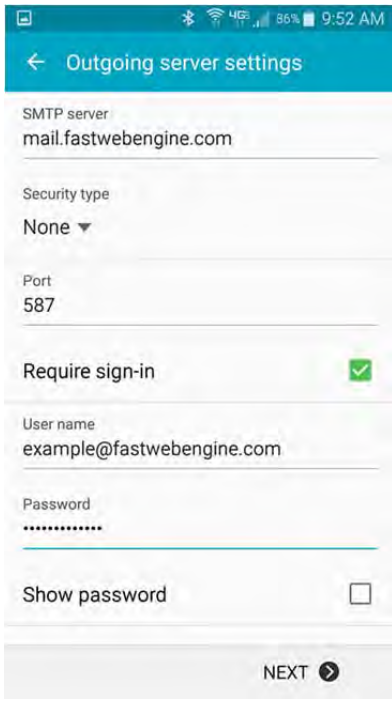 4G 86% 9:52 AM
Outgoing server settings
SMTP server
mail.fastwebengine.com
Security type
None
Port
587
Require sign-in
User name
example@fastwebengine.com
Password
•••••••••••••
Show password
NEXT